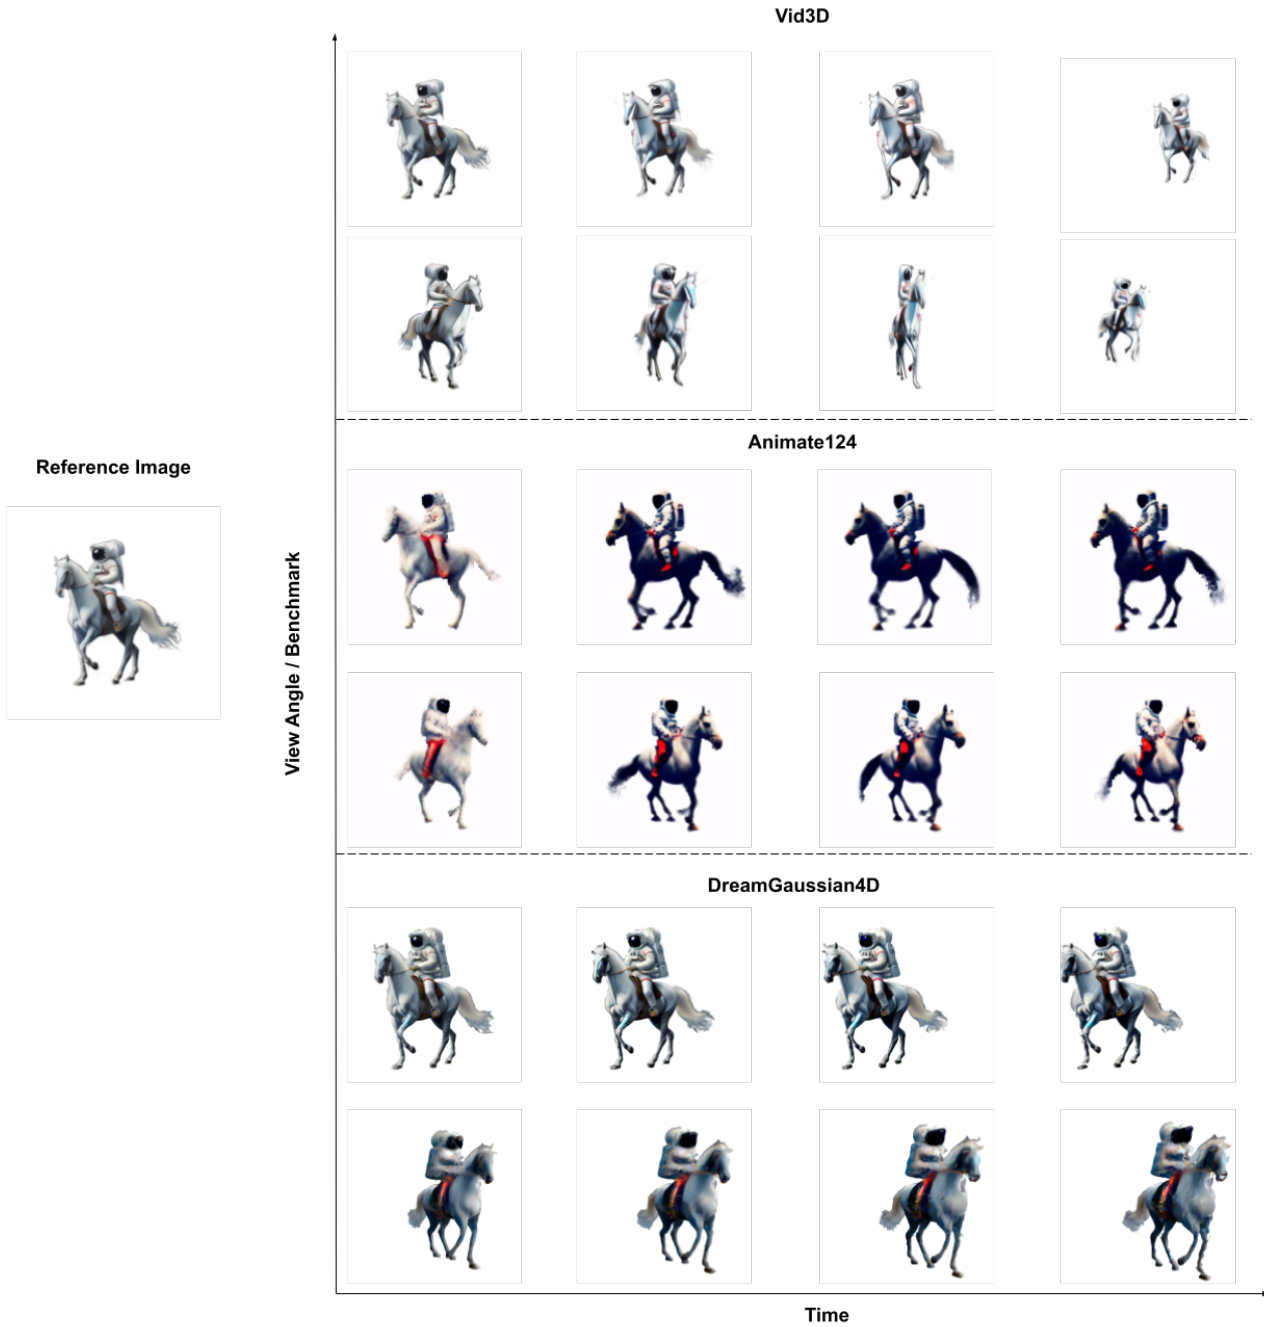 Vid3D
Animate124
Reference Image
View Angle / Benchmark
DreamGaussian4D
Time